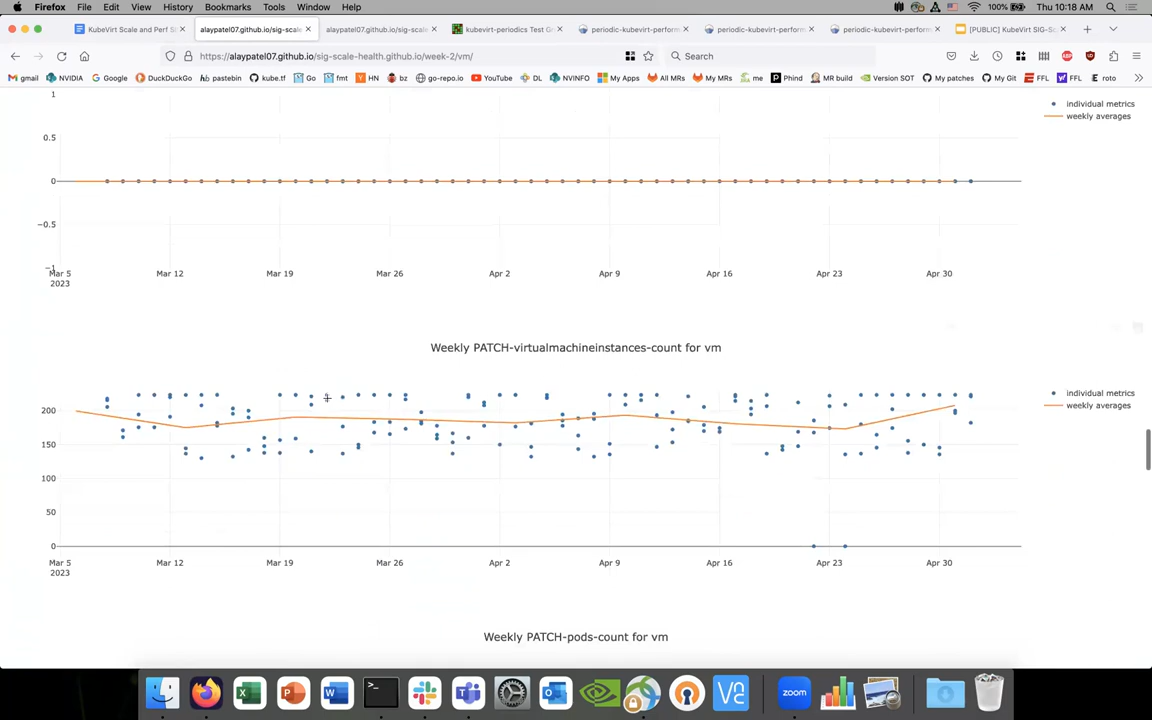 Firefox File Edit View History Bookmarks Tools Window Help 100% Thu 10:18 AM
KubeVirt Scale and Perf S alaypatel07.github.io/sig-scale alaypatel07.github.io/sig-scale kubevirt-periodics Test G periodic-kubevirt-perform periodic-kubevirt-perform periodic-kubevirt-perform [PUBLIC] KubeVirt SIG-Sc
https://alaypatel07.github.io/sig-scale-health.github.io/week-2/vm/ Search
gmail NVIDIA Google DuckDuckGo pastebin kube.tf Go fmt HN bz go-repo.io YouTube DL NVINFO My Apps All MRs My MRs me Phind MR build Version SOT My patches My Git FFL FFL eroto
1
0.5
0
−0.5
−1
individual metrics
weekly averages
Mar 5 Mar 12 Mar 19 Mar 26 Apr 2 Apr 9 Apr 16 Apr 23 Apr 30
2023
Weekly PATCH-virtualmachineinstances-count for vm
individual metrics
weekly averages
200
150
100
50
0
Mar 5 Mar 12 Mar 19 Mar 26 Apr 2 Apr 9 Apr 16 Apr 23 Apr 30
2023
Weekly PATCH-pods-count for vm
zoom